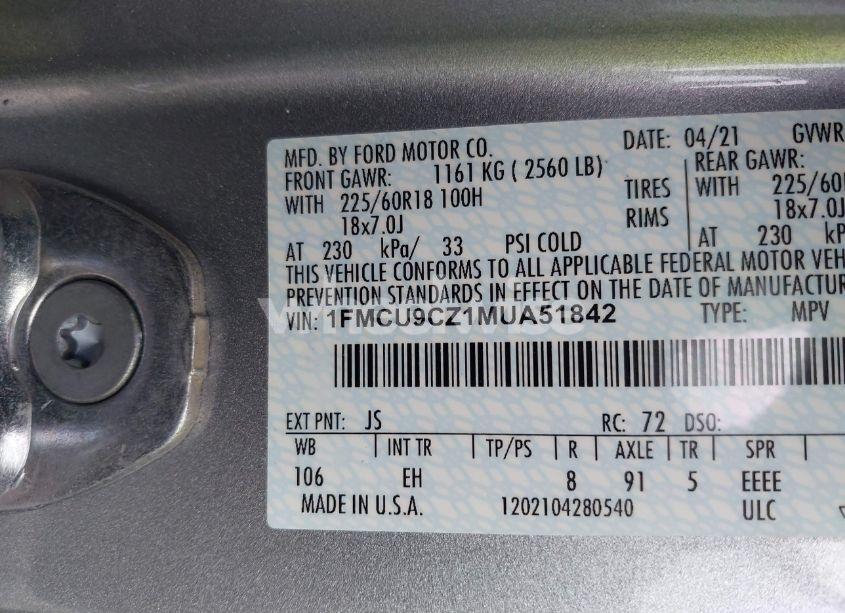 MFD. BY FORD MOTOR CO. DATE: 04/21 GVWR
FRONT GAWR: 1161 KG ( 2560 LB) REAR GAWR:
WITH 225/60R18 100H TIRES WITH 225/60
18x7.0J RIMS 18x7.0J
AT 230 kPa/ 33 PSI COLD AT 230 kP
THIS VEHICLE CONFORMS TO ALL APPLICABLE FEDERAL MOTOR VEH
PREVENTION STANDARDS IN EFFECT ON THE DATE OF MANUFACTUR
VIN: 1FMCU9CZ1MUA51842 TYPE: MPV
EXT PNT: JS RC: 72 DSO:
WB INT TR TP/PS R AXLE TR SPR
106 EH 8 91 5 EEEE
MADE IN U.S.A. 1202104280540 ULC